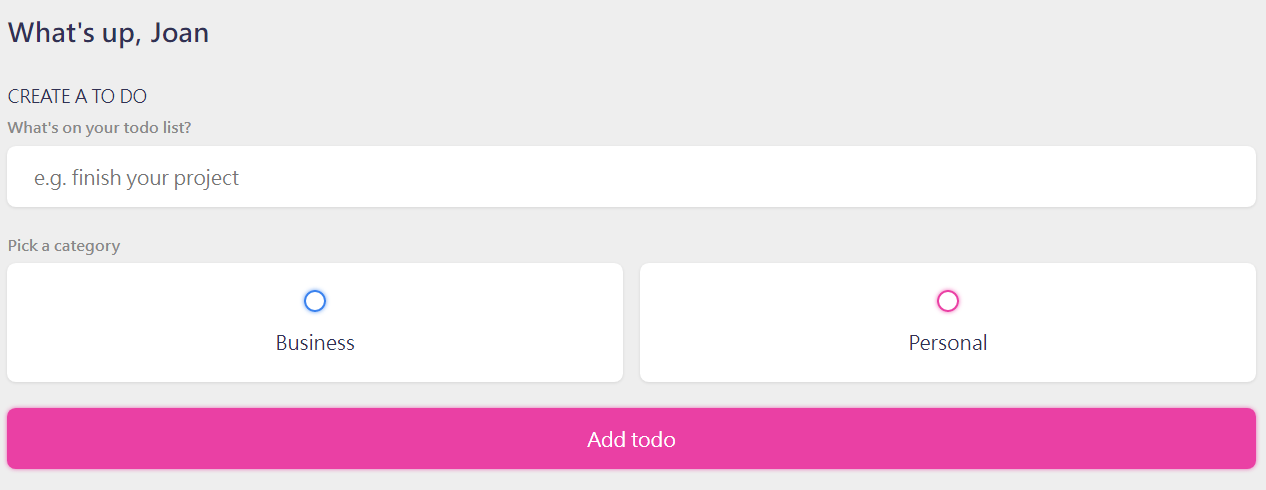 What's up, Joan
CREATE A TO DO
What's on your todo list?
e.g. finish your project
Pick a category
Business
Personal
Add todo